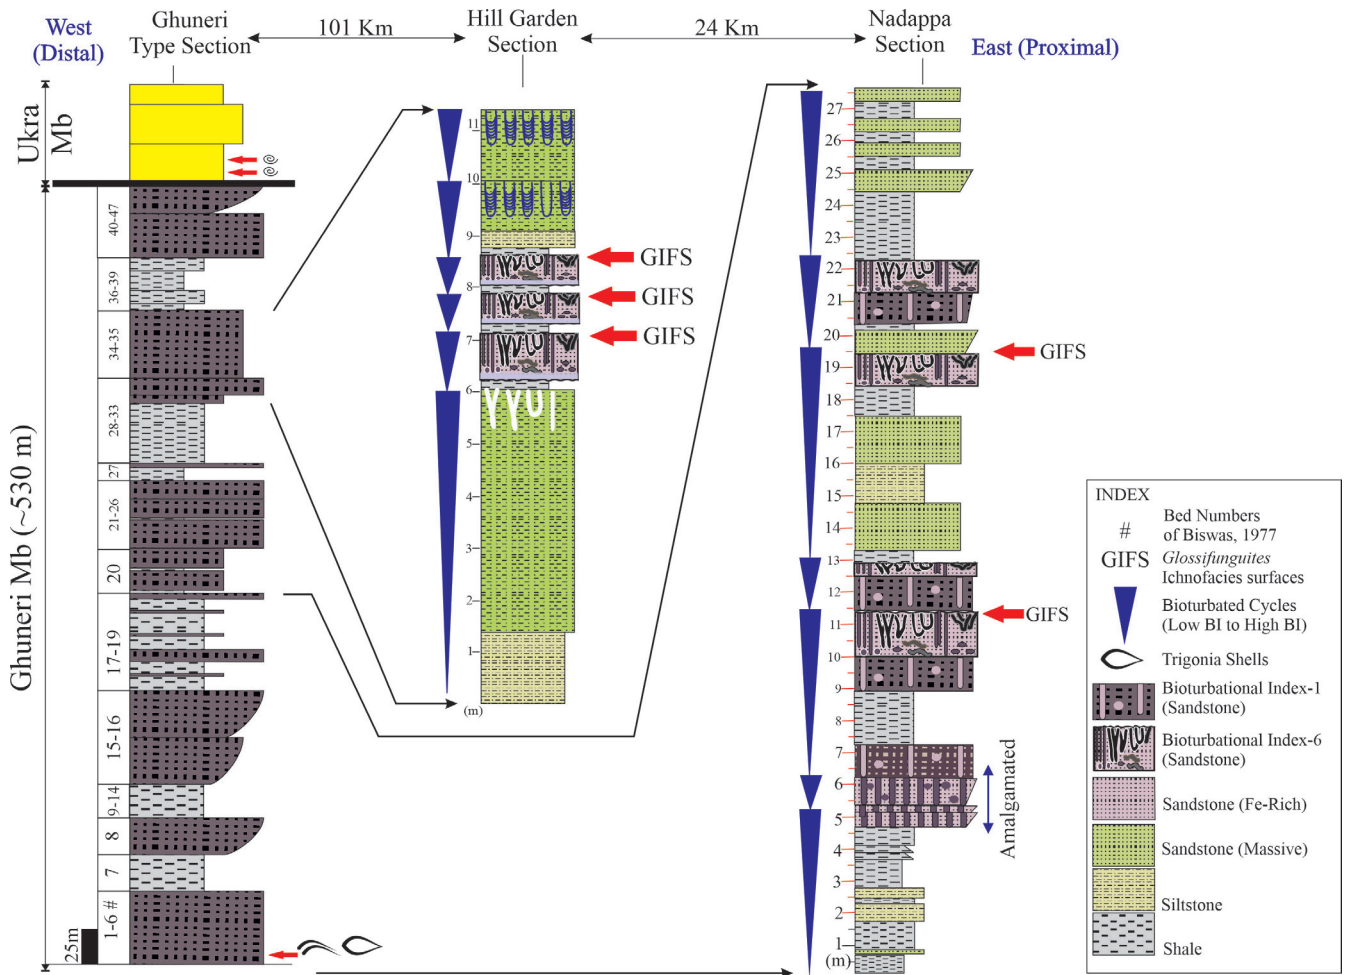 West
(Distal)
Ghuneri
Type Section
101 Km
Hill Garden
Section
24 Km
Nadappa
Section
East (Proximal)
Ukra
Mb
Ghuneri Mb (~530 m)
40-47
36-39
34-35
28-33
27
21-26
20
17-19
15-16
9-14
8
7
1-6 #
25m
11
10
9
8
7
6
5
4
3
2
1
(m)
GIFS
GIFS
GIFS
27
26
25
24
23
22
21
20
19
18
17
16
15
14
13
12
11
10
9
8
7
6
5
4
3
2
1
(m)
GIFS
GIFS
Amalgamated
INDEX
# Bed Numbers
of Biswas, 1977
GIFS Glossifunguites
Ichnofacies surfaces
Bioturbated Cycles
(Low BI to High BI)
Trigonia Shells
Bioturbational Index-1
(Sandstone)
Bioturbational Index-6
(Sandstone)
Sandstone (Fe-Rich)
Sandstone (Massive)
Siltstone
Shale